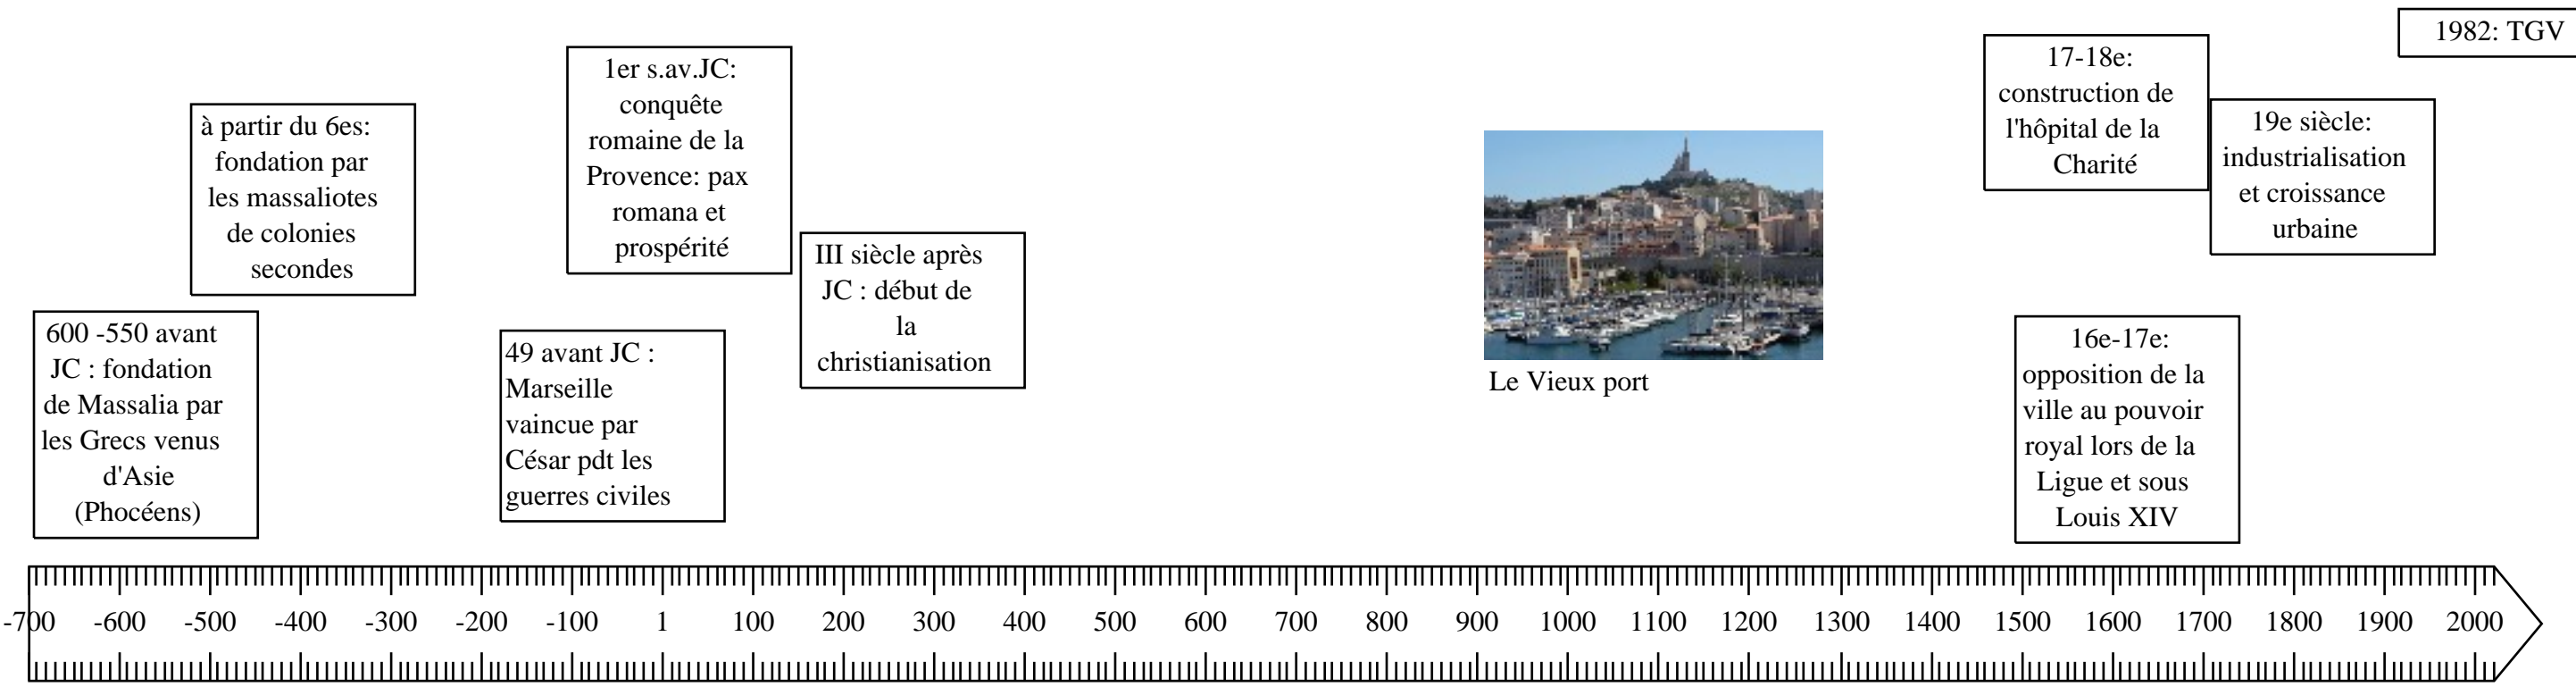 1982: TGV
17-18e:
construction de
l'hôpital de la
Charité
1er s.av.JC:
conquête
romaine de la
Provence: pax
romana et
prospérité
à partir du 6es:
fondation par
les massaliotes
de colonies
secondes
19e siècle:
industrialisation
et croissance
urbaine
III siècle après
JC : début de
la
christianisation
600 -550 avant
JC : fondation
de Massalia par
les Grecs venus
d'Asie
(Phocéens)
49 avant JC :
Marseille
vaincue par
César pdt les
guerres civiles
Le Vieux port
16e-17e:
opposition de la
ville au pouvoir
royal lors de la
Ligue et sous
Louis XIV
-700 -600 -500 -400 -300 -200 -100 1 100 200 300 400 500 600 700 800 900 1000 1100 1200 1300 1400 1500 1600 1700 1800 1900 2000